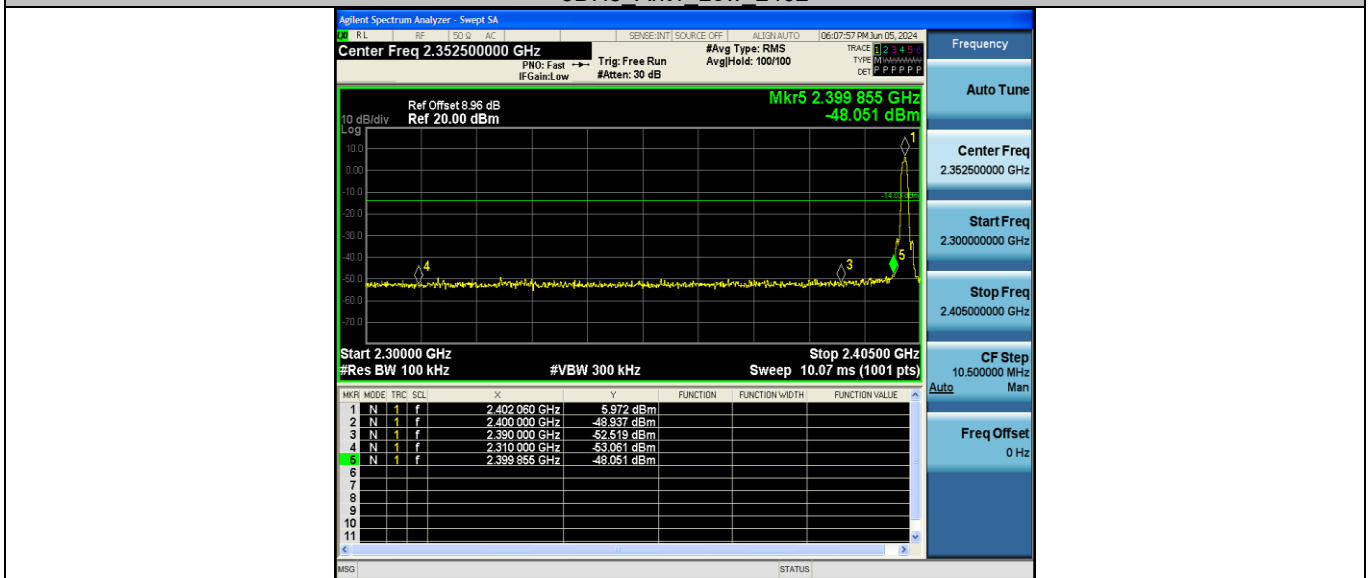 Agilent Spectrum Analyzer - Swept SA
RL RF 50 Ω AC SENSE:INT SOURCE OFF ALIGN AUTO 06:07:57 PM Jun 05, 2024
Center Freq 2.352500000 GHz
PNO: Fast
IFGain:Low
Trig: Free Run
#Atten: 30 dB
#Avg Type: RMS
Avg|Hold: 100/100
TRACE 1 2 3 4 5 6
TYPE M
DET P P P P P P
Frequency
Auto Tune
Center Freq
2.352500000 GHz
Start Freq
2.300000000 GHz
Stop Freq
2.405000000 GHz
CF Step
10.500000 MHz
Auto Man
Freq Offset
0 Hz
Mkr5 2.399 855 GHz
-48.051 dBm
Ref Offset 8.96 dB
10 dB/div Ref 20.00 dBm
Log
10.0
0.00
-10.0
-20.0
-30.0
-40.0
-50.0
-60.0
-70.0
1
4
3
5
Start 2.30000 GHz Stop 2.40500 GHz
#Res BW 100 kHz #VBW 300 kHz Sweep 10.07 ms (1001 pts)
MKR MODE TRC SCL X Y FUNCTION FUNCTION WIDTH FUNCTION VALUE
1 N 1 f 2.402 060 GHz 5.972 dBm
2 N 1 f 2.400 000 GHz -48.937 dBm
3 N 1 f 2.390 000 GHz -52.519 dBm
4 N 1 f 2.310 000 GHz -53.061 dBm
5 N 1 f 2.399 855 GHz -48.051 dBm
6
7
8
9
10
11
MSG STATUS